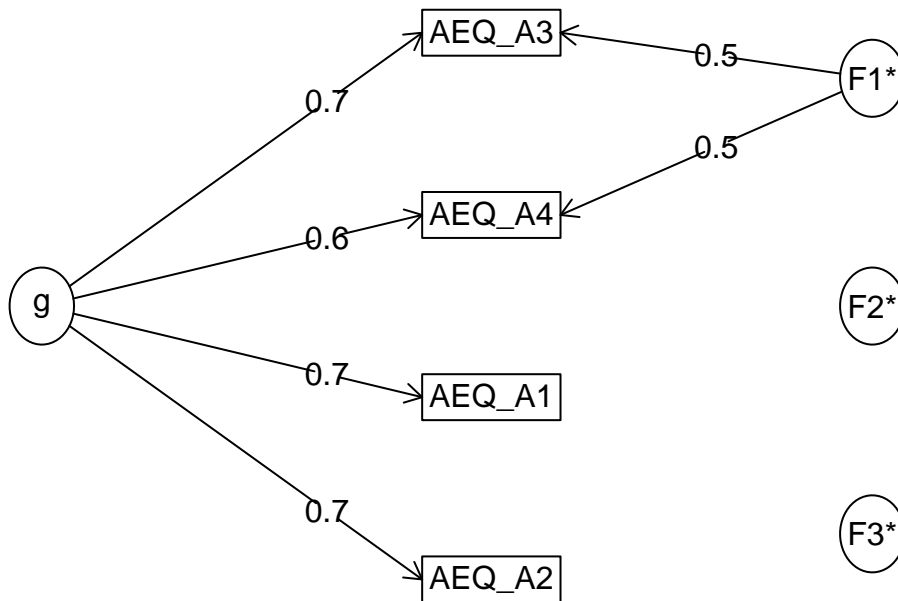 AEQ_A3
0.5
F1*
0.7
0.5
AEQ_A4
0.6
g
F2*
0.7
AEQ_A1
0.7
F3*
AEQ_A2